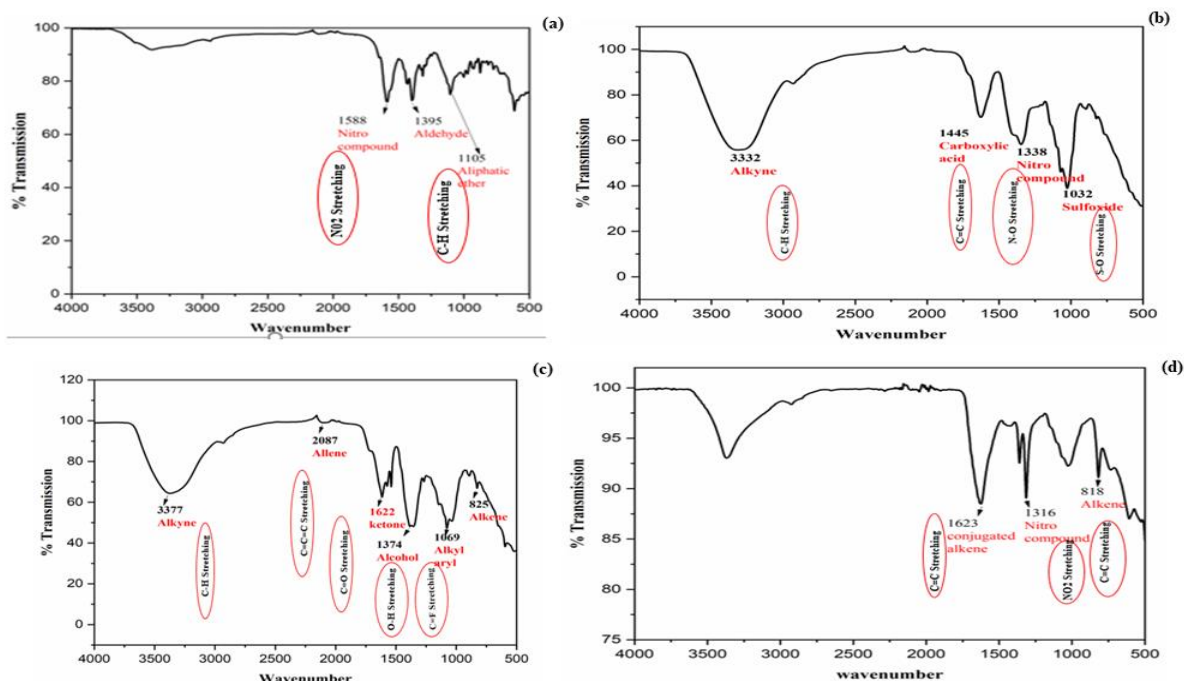 (a)
100
80
60
40
20
0
% Transmission
1588
Nitro
compound
1395
Aldehyde
1105
Aliphatic
ether
NO2 Stretching
C-H Stretching
4000 3500 3000 2500 2000 1500 1000 500
Wavenumber
(b)
100
80
60
40
20
0
% Transmission
3332
Alkyne
1445
Carboxylic
acid
1338
Nitro
compound
1032
Sulfoxide
C-H Stretching
C=C Stretching
N-O Stretching
S-O Stretching
4000 3500 3000 2500 2000 1500 1000 500
Wavenumber
(c)
120
100
80
60
40
20
0
% Transmission
3377
Alkyne
2087
Allene
1622
ketone
1374
Alcohol
1069
Alkyl
aryl
825
Alkene
C-H Stretching
C=C=C Stretching
C=O Stretching
O-H Stretching
C=F Stretching
4000 3500 3000 2500 2000 1500 1000 500
Wavenumber
(d)
100
95
90
85
80
75
% Transmission
1623
conjugated
alkene
1316
Nitro
compound
818
Alkene
C=C Stretching
NO2 Stretching
C=C Stretching
4000 3500 3000 2500 2000 1500 1000 500
wavenumber